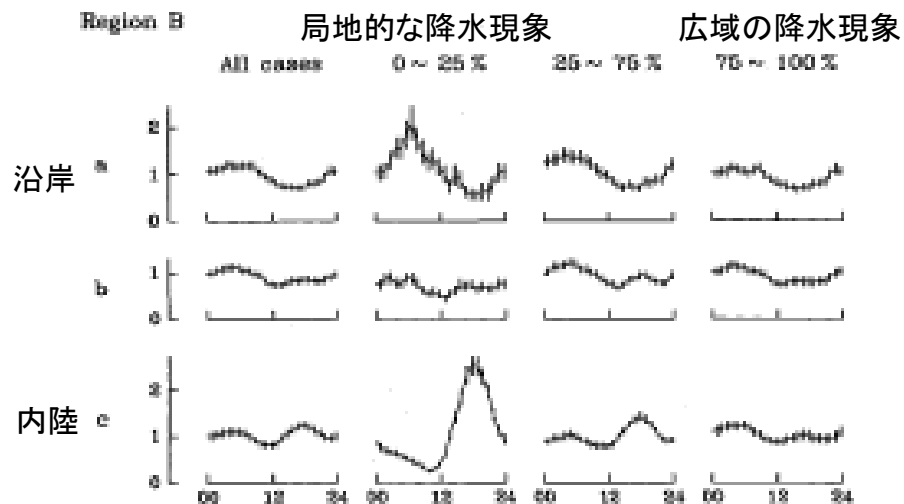 Region B
局地的な降水現象 広域の降水現象
All cases 0 ~ 25 % 25 ~ 75 % 75 ~ 100 %
2
沿岸 a 1
0
b 1
0
2
内陸 c 1
0
00 12 24 00 12 24 00 12 24 00 12 24